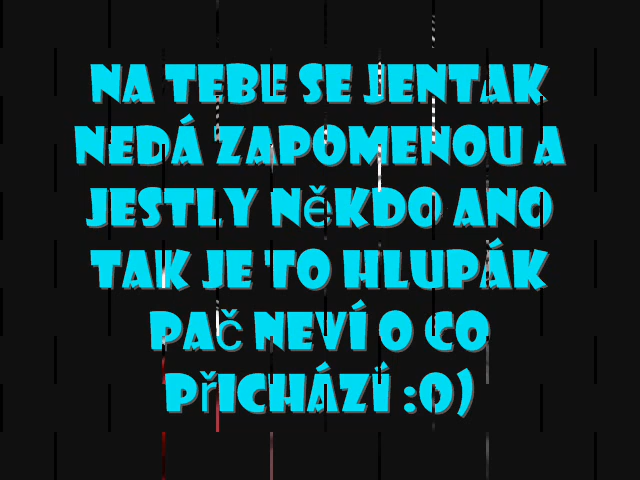 NA TEBE SE JENTAK
NEDÁ ZAPOMENOU A
JESTLY NěKDO ANO
TAK JE TO HLUPÁK
PAč NEVÍ O CO
PřICHÁZÍ :O)